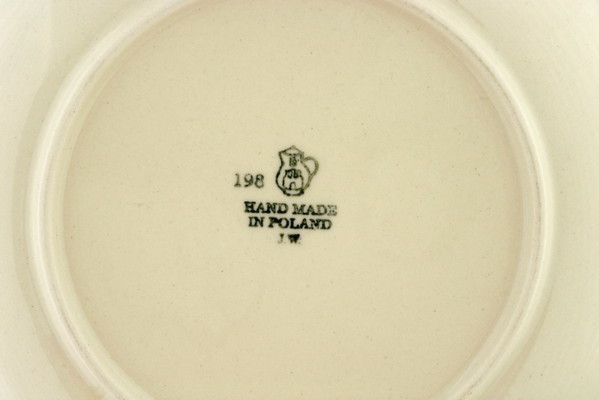 198
HAND MADE
IN POLAND
J.W.